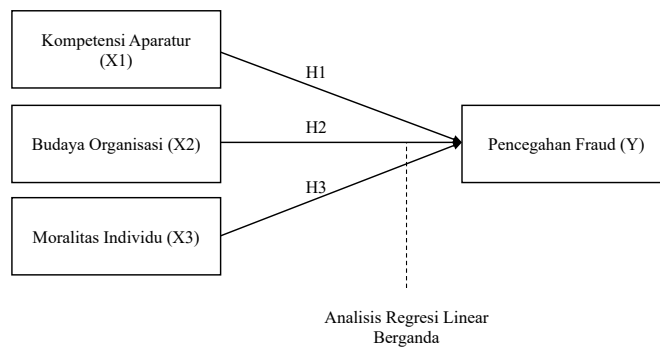 Kompetensi Aparatur
(X1)
H1
Budaya Organisasi (X2)
H2
Pencegahan Fraud (Y)
H3
Moralitas Individu (X3)
Analisis Regresi Linear
Berganda